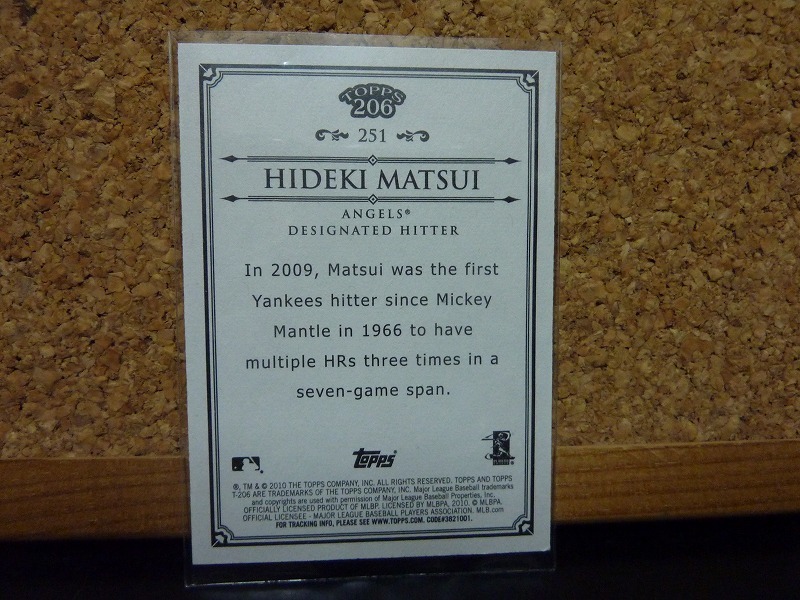 TOPPS
206
251
HIDEKI MATSUI
ANGELS®
DESIGNATED HITTER
In 2009, Matsui was the first
Yankees hitter since Mickey
Mantle in 1966 to have
multiple HRs three times in a
seven-game span.
Topps
®, TM & © 2010 THE TOPPS COMPANY, INC. ALL RIGHTS RESERVED. TOPPS AND TOPPS
T-206 ARE TRADEMARKS OF THE TOPPS COMPANY, INC. Major League Baseball trademarks
and copyrights are used with permission of Major League Baseball Properties, Inc.
OFFICIALLY LICENSED PRODUCT OF MLBP. LICENSED BY MLBPA, 2010. © MLBPA.
OFFICIAL LICENSEE - MAJOR LEAGUE BASEBALL PLAYERS ASSOCIATION. MLB.com
FOR TRACKING INFO, PLEASE SEE WWW.TOPPS.COM. CODE#3821001.